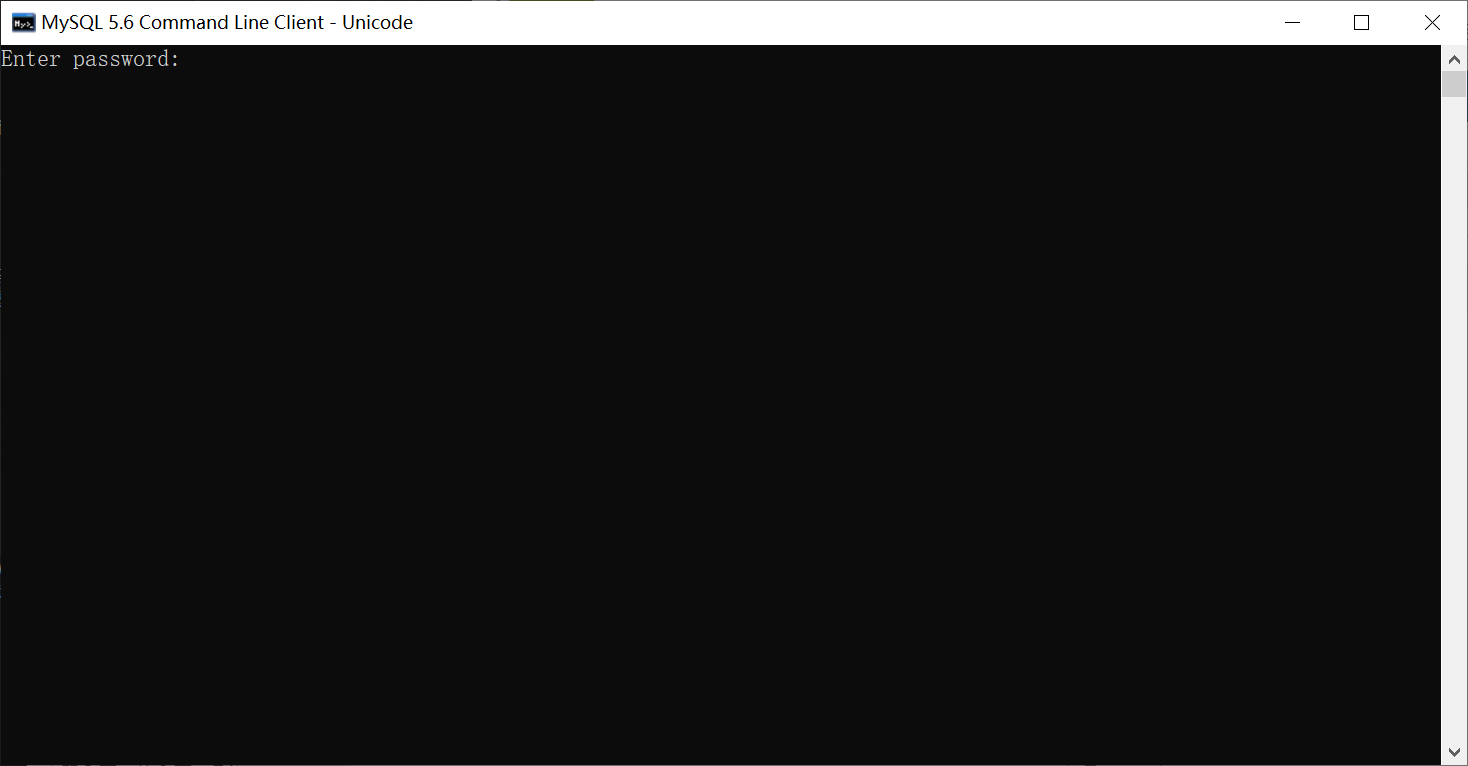 MySQL 5.6 Command Line Client - Unicode
Enter password: